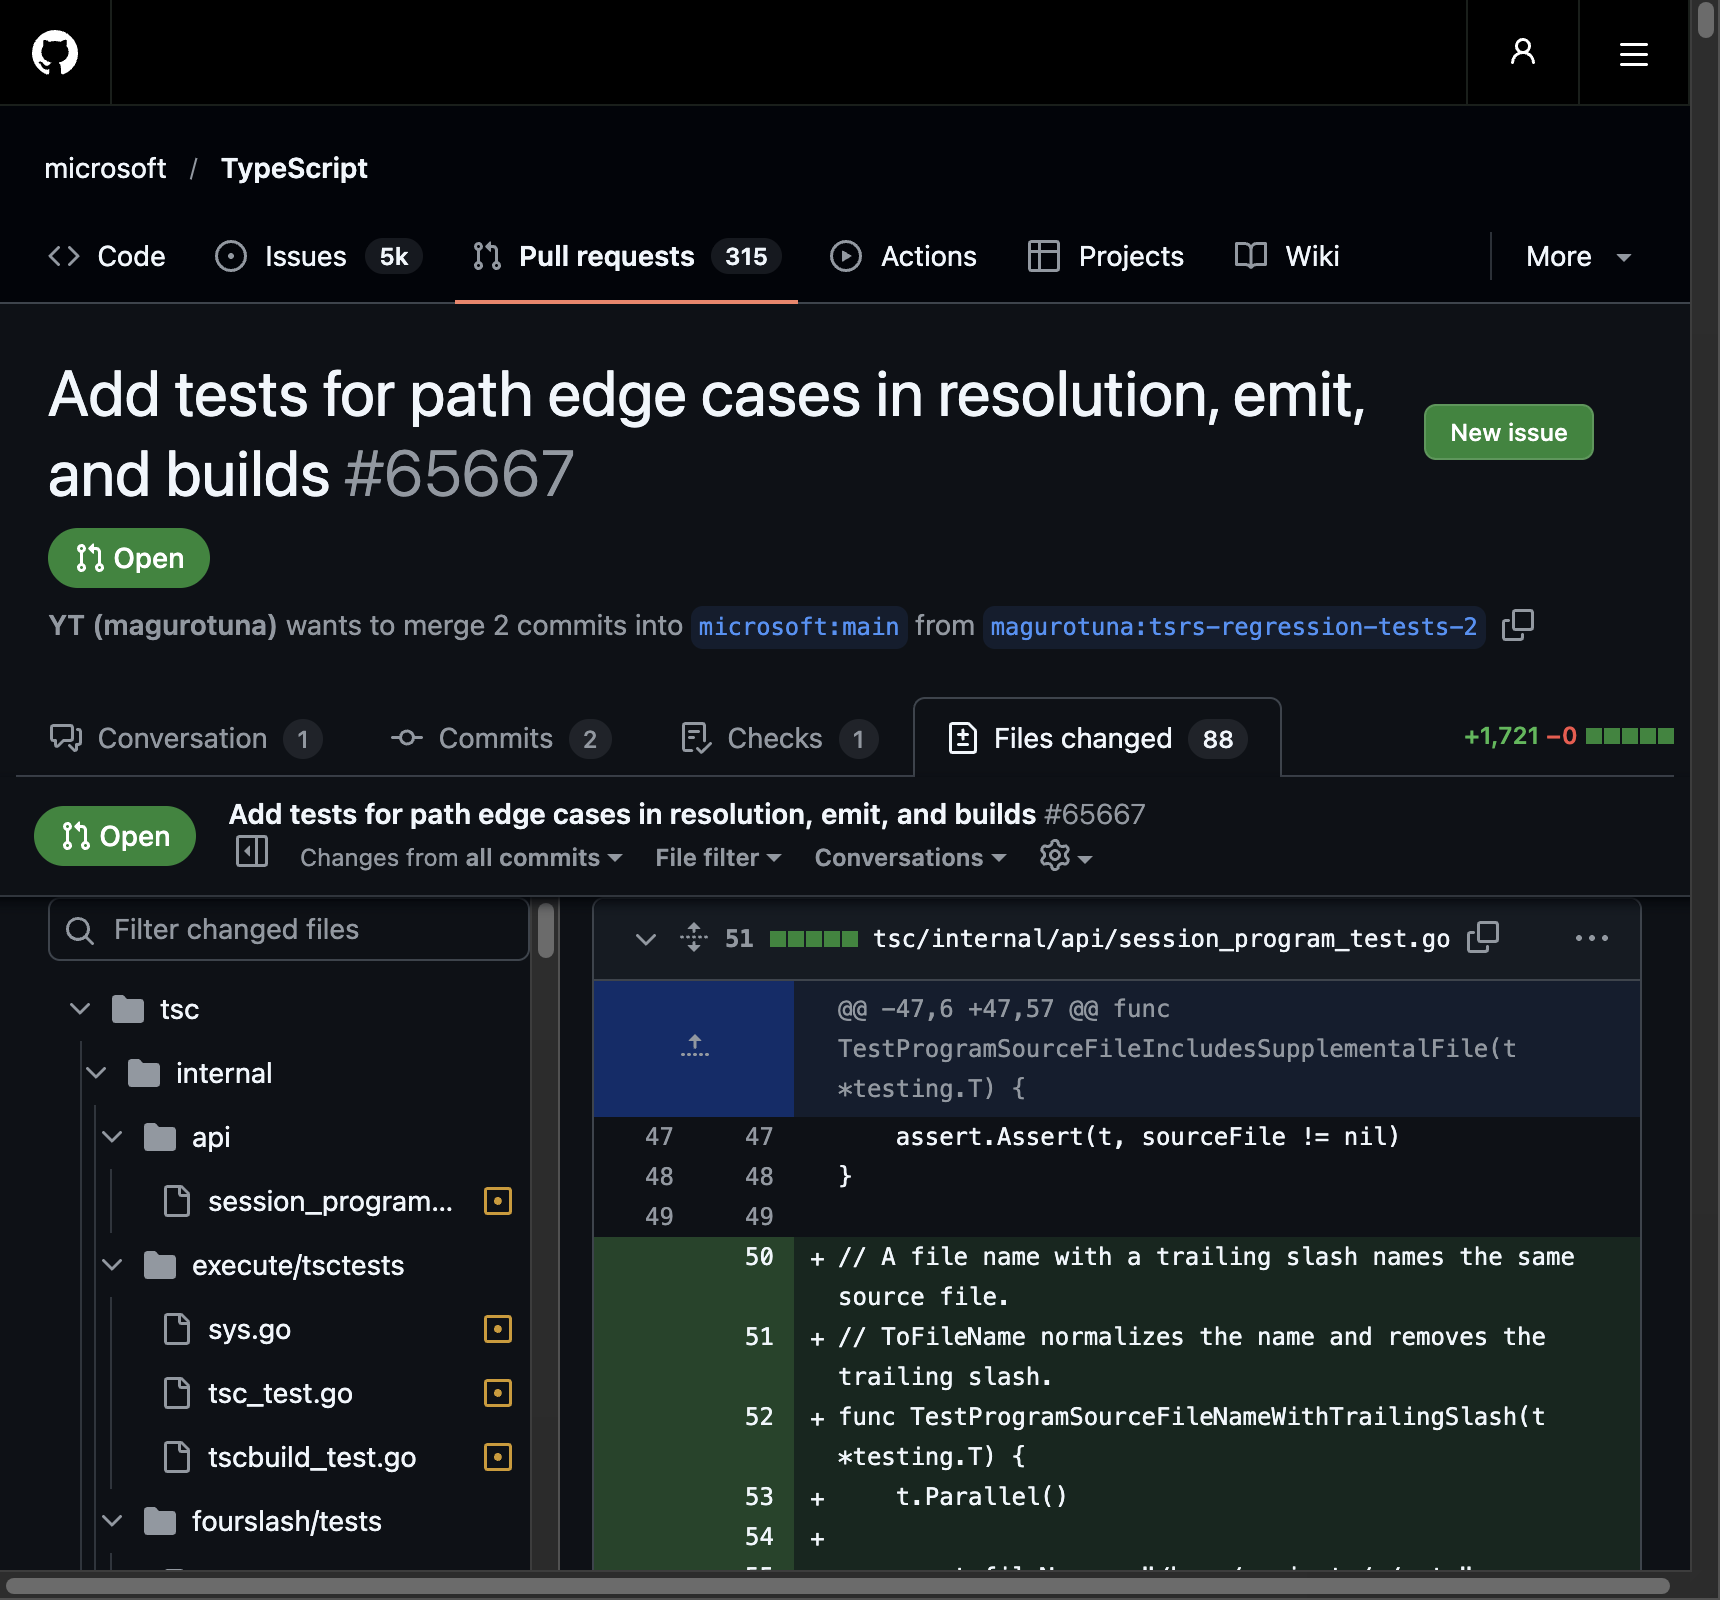 microsoft / TypeScript
Code Issues 5k Pull requests 315 Actions Projects Wiki More
Add tests for path edge cases in resolution, emit,
and builds #65667
New issue
Open
YT (magurotuna) wants to merge 2 commits into microsoft:main from magurotuna:tsrs-regression-tests-2
Conversation 1 Commits 2 Checks 1 Files changed 88 +1,721 −0
Open
Add tests for path edge cases in resolution, emit, and builds #65667
Changes from all commits File filter Conversations
Filter changed files
tsc
internal
api
session_program...
execute/tsctests
sys.go
tsc_test.go
tscbuild_test.go
fourslash/tests
51 tsc/internal/api/session_program_test.go
@@ -47,6 +47,57 @@ func
TestProgramSourceFileIncludesSupplementalFile(t
*testing.T) {
47 47 assert.Assert(t, sourceFile != nil)
48 48 }
49 49
50 + // A file name with a trailing slash names the same
source file.
51 + // ToFileName normalizes the name and removes the
trailing slash.
52 + func TestProgramSourceFileNameWithTrailingSlash(t
*testing.T) {
53 + t.Parallel()
54 +